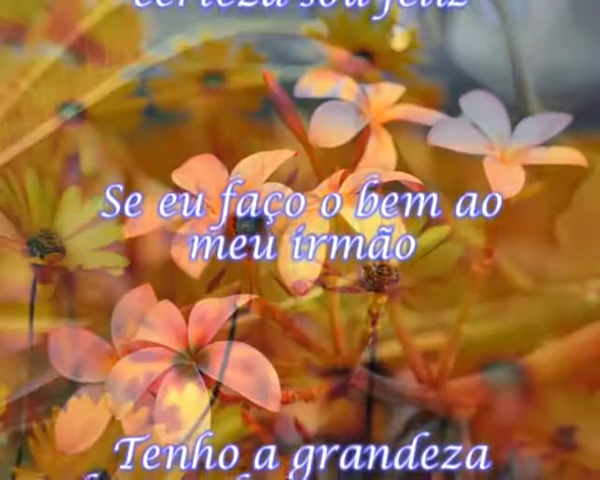 certeza sou feliz
Se eu faço o bem ao
meu irmão
Tenho a grandeza